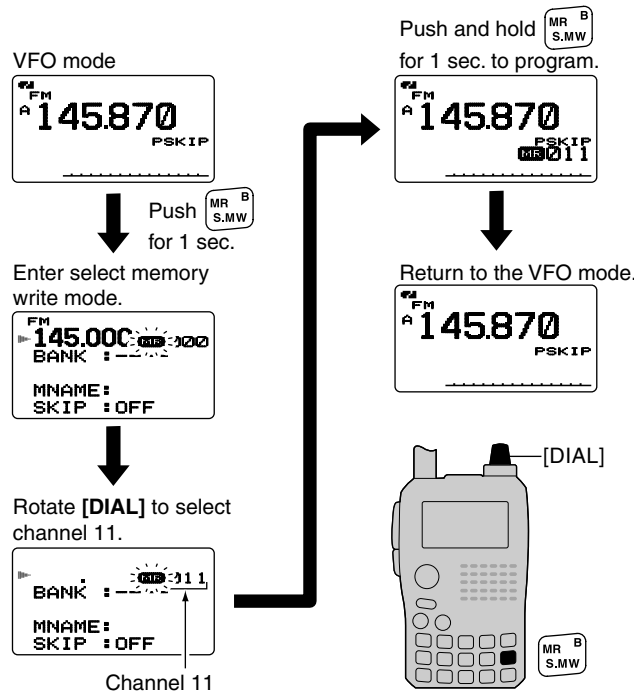 VFO mode
FM
A 145.870
PSKIP
Push MR B S.MW
for 1 sec.
Enter select memory
write mode.
FM
145.000 MR 000
BANK :----
MNAME:
SKIP :OFF
Rotate [DIAL] to select
channel 11.
MR 011
BANK :----
MNAME:
SKIP :OFF
Channel 11
Push and hold MR B S.MW
for 1 sec. to program.
FM
A 145.870
PSKIP
MR 011
Return to the VFO mode.
FM
A 145.870
PSKIP
[DIAL]
MR B
S.MW